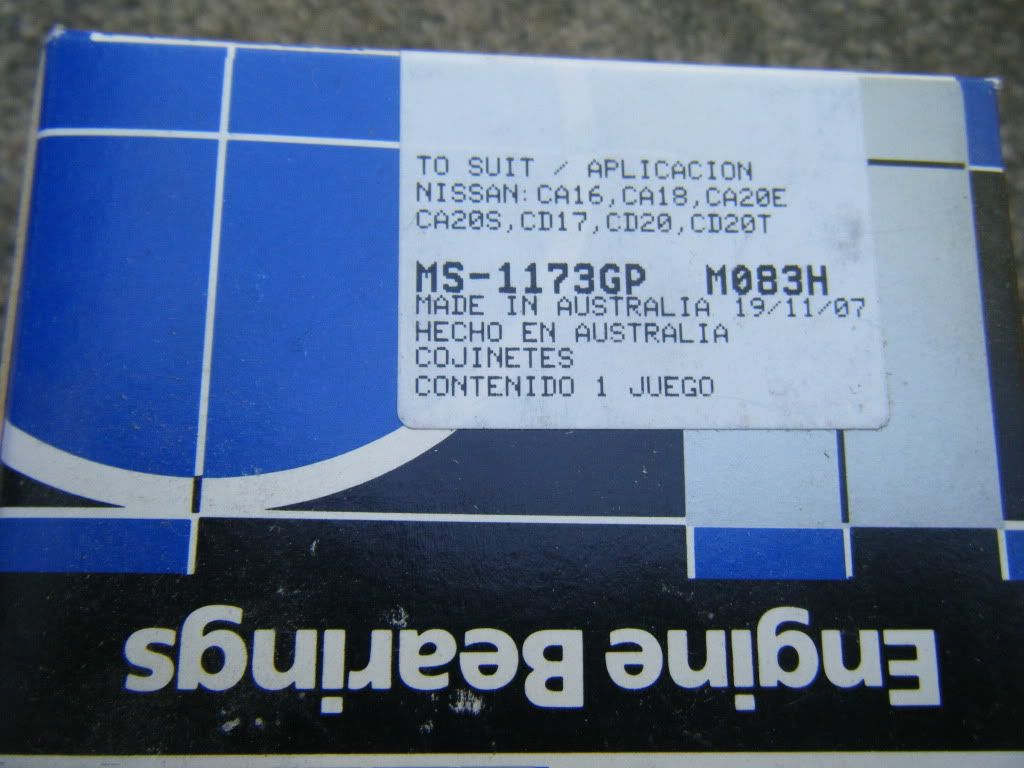 TO SUIT / APLICACION
NISSAN: CA16,CA18,CA20E
CA20S,CD17,CD20,CD20T
MS-1173GP M083H
MADE IN AUSTRALIA 19/11/07
HECHO EN AUSTRALIA
COJINETES
CONTENIDO 1 JUEGO
Engine Bearings